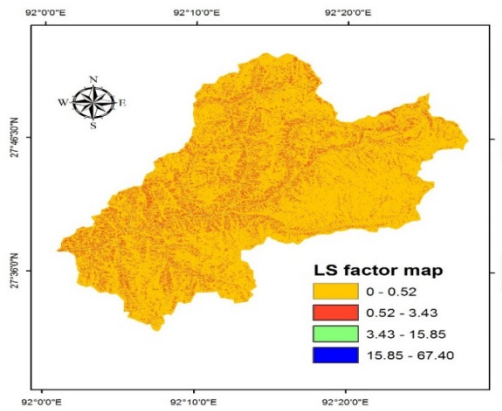 92°0'0"E 92°10'0"E 92°20'0"E
N
W E
S
27°46'30"N
27°36'0"N
LS factor map
0 - 0.52
0.52 - 3.43
3.43 - 15.85
15.85 - 67.40
92°0'0"E 92°10'0"E 92°20'0"E